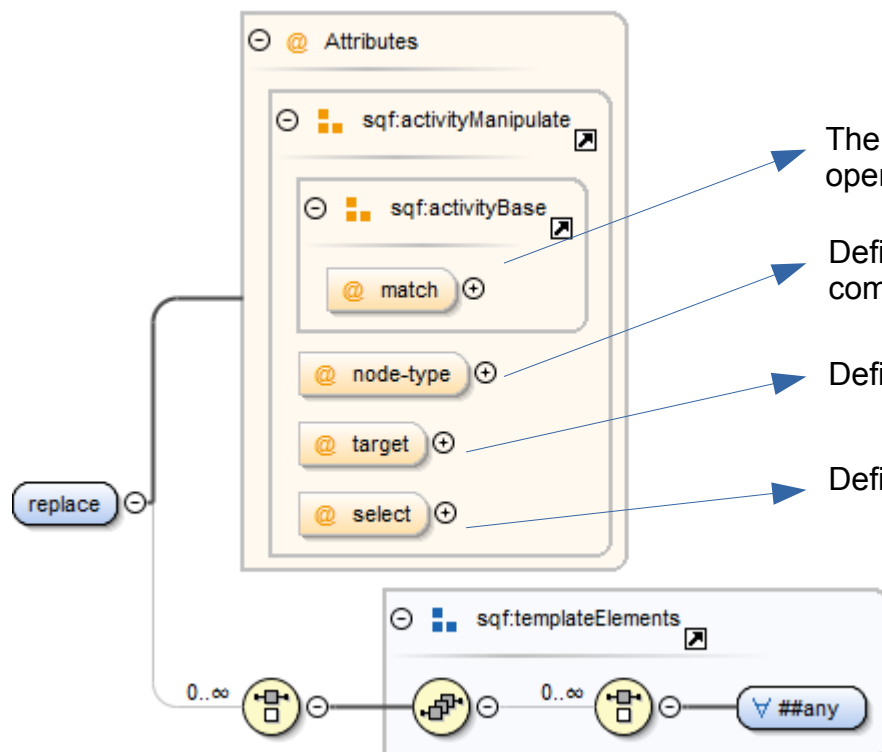 @ Attributes
sqf:activityManipulate
sqf:activityBase
@ match
@ node-type
@ target
@ select
The
oper
Defi
com
Defi
Defi
replace
sqf:templateElements
0..∞
0..∞
∀ ##any